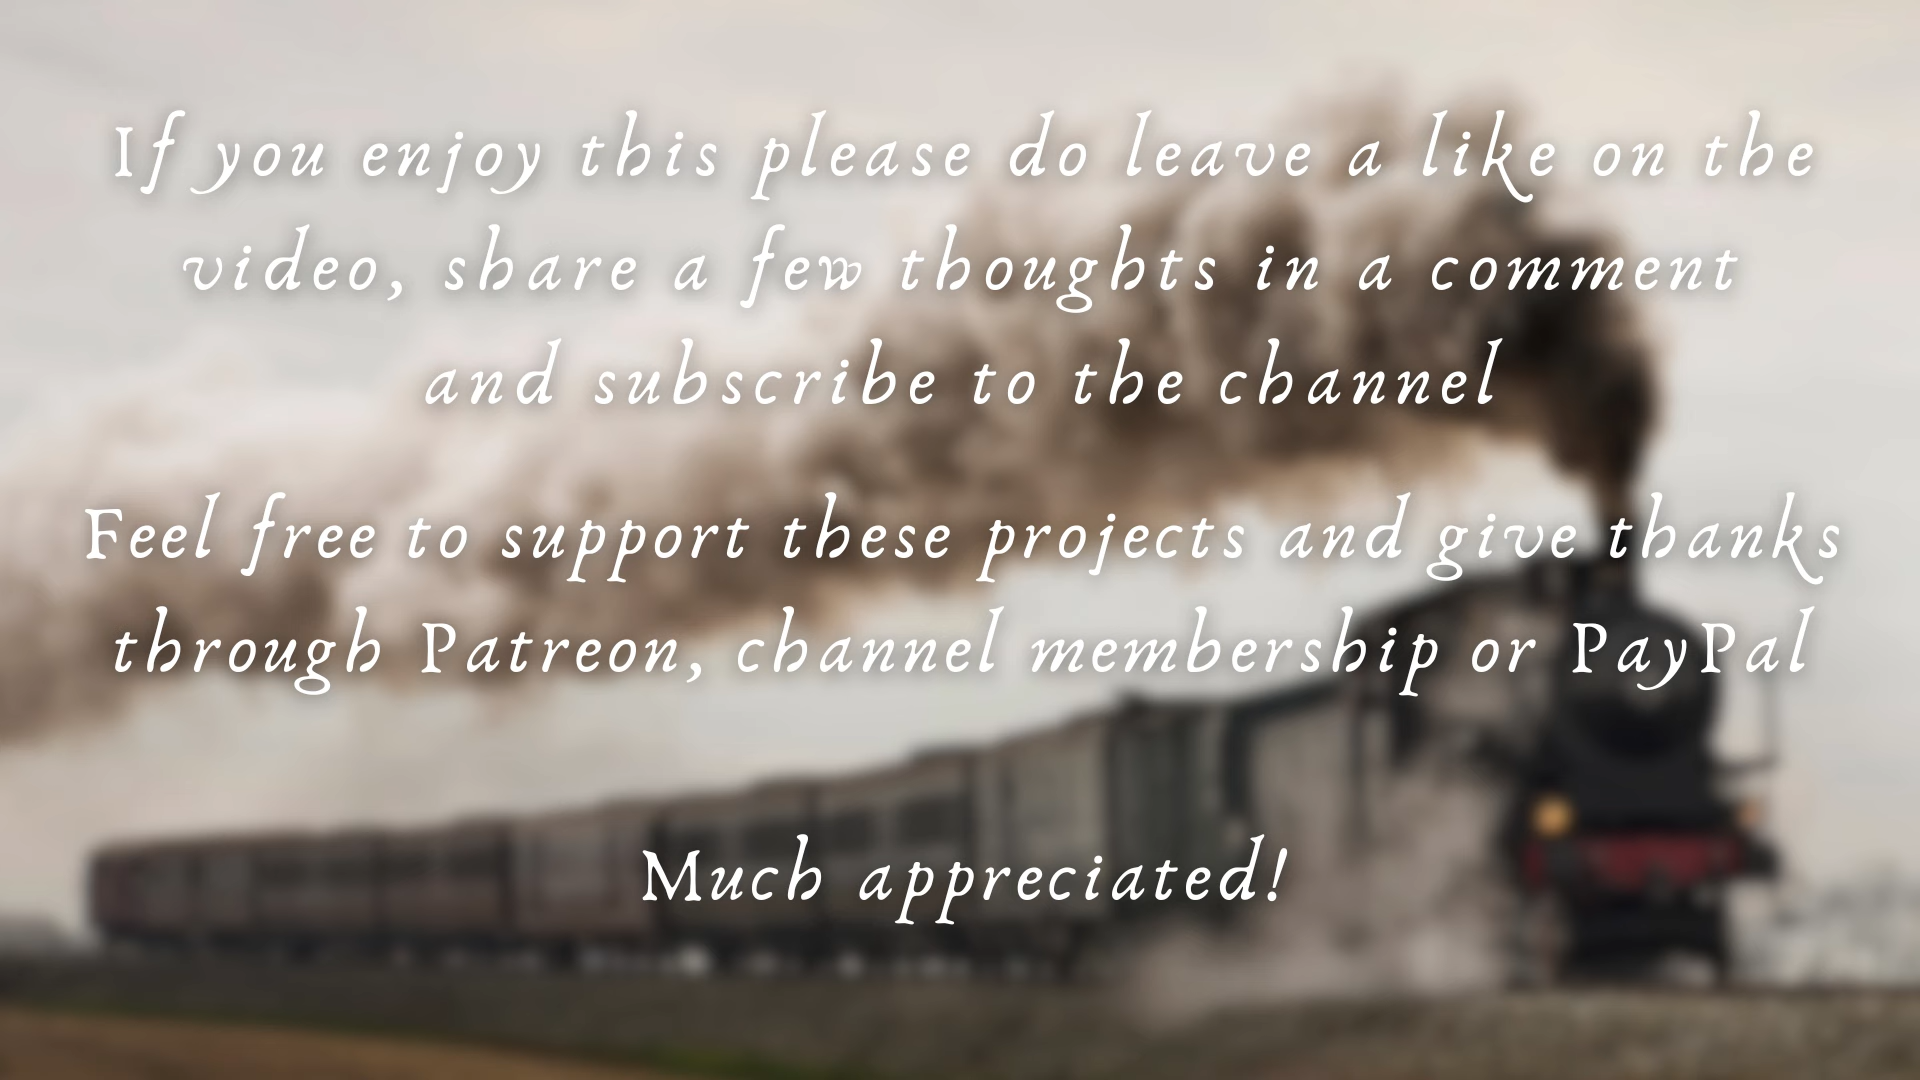 If you enjoy this please do leave a like on the
video, share a few thoughts in a comment
and subscribe to the channel
Feel free to support these projects and give thanks
through Patreon, channel membership or PayPal
Much appreciated!